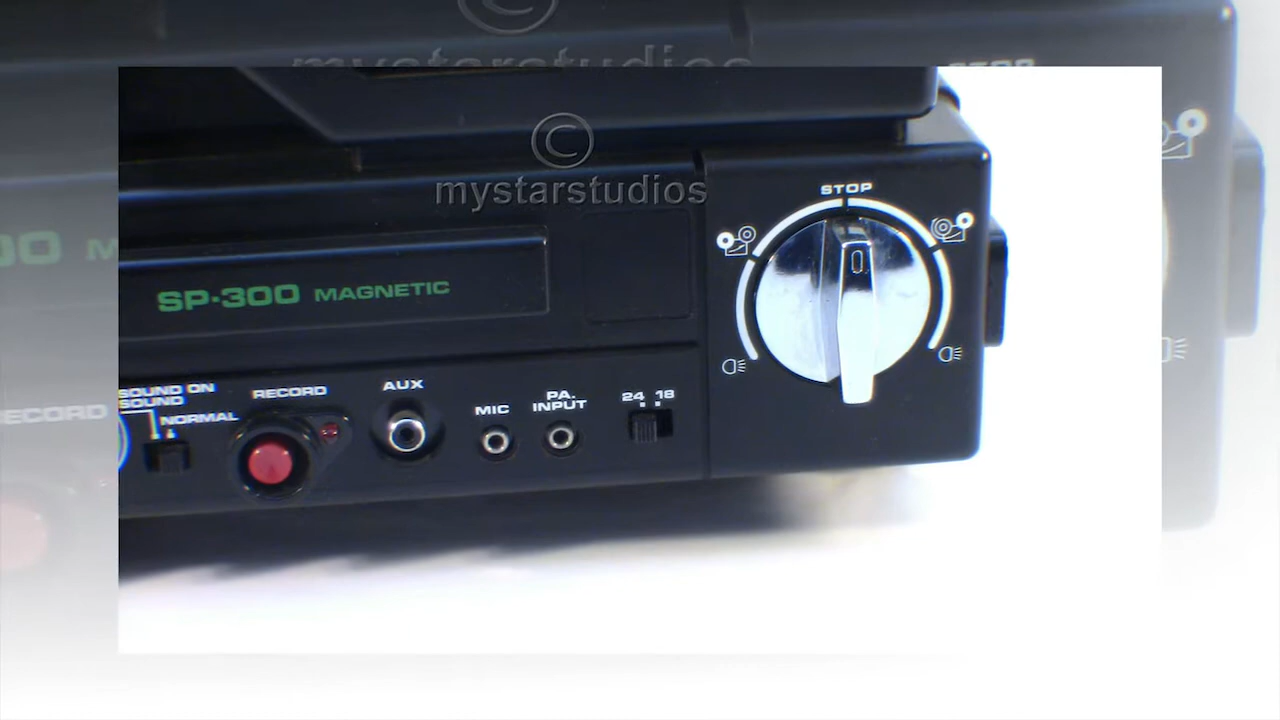 ©
mystarstudios
STOP
SP·300 MAGNETIC
SOUND ON
SOUND
NORMAL
RECORD
AUX
MIC
PA.
INPUT
24 18